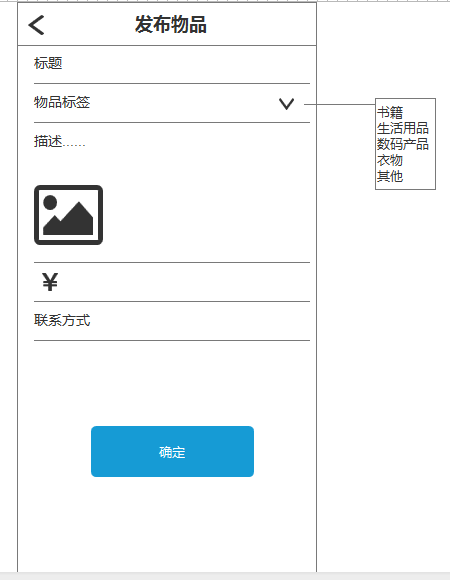 发布物品
标题
物品标签
书籍
生活用品
数码产品
衣物
其他
描述……
¥
联系方式
确定